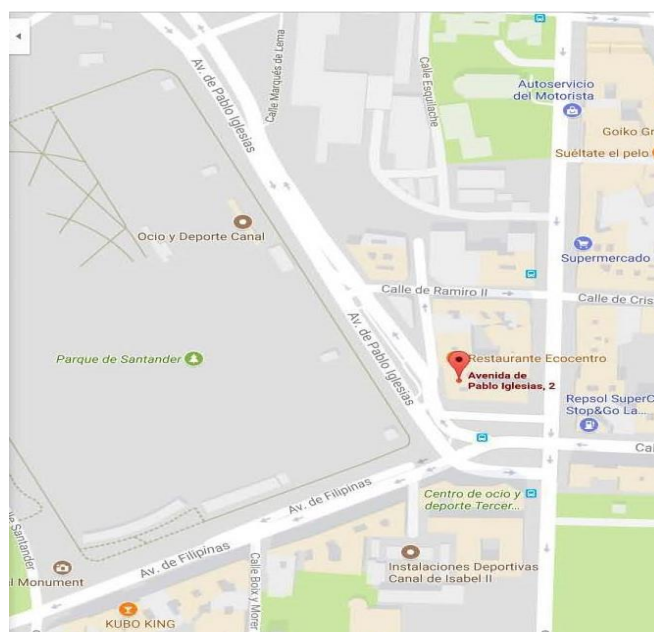 Av. de Pablo Iglesias
Calle Marqués de Lema
Calle Esquilache
Autoservicio
del Motorista
Goiko Gr
Suéltate el pelo
Ocio y Deporte Canal
Supermercado
Calle de Ramiro II
Calle de Cris
Av. de Pablo Iglesias
Parque de Santander
Restaurante Ecocentro
Avenida de
Pablo Iglesias, 2
Repsol SuperC
Stop&Go La...
Cal
Av. de Filipinas
Centro de ocio y
deporte Tercer...
Av. de Filipinas
Instalaciones Deportivas
Canal de Isabel II
Calle Boix y Morer
le Santander
l Monument
KUBO KING